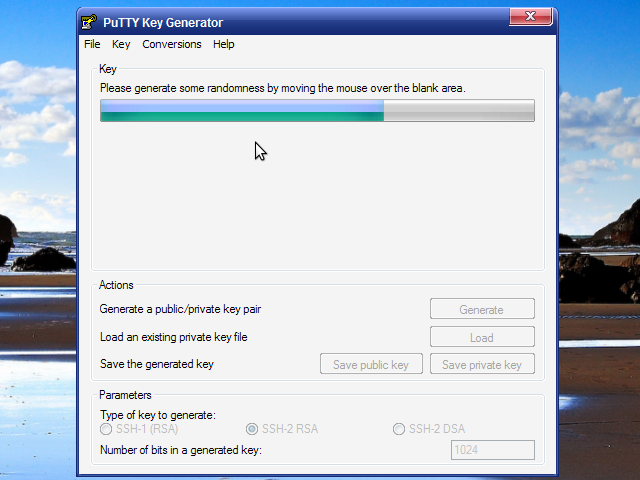 PuTTY Key Generator
File Key Conversions Help
Key
Please generate some randomness by moving the mouse over the blank area.
Actions
Generate a public/private key pair
Generate
Load an existing private key file
Load
Save the generated key
Save public key
Save private key
Parameters
Type of key to generate:
SSH-1 (RSA)
SSH-2 RSA
SSH-2 DSA
Number of bits in a generated key:
1024